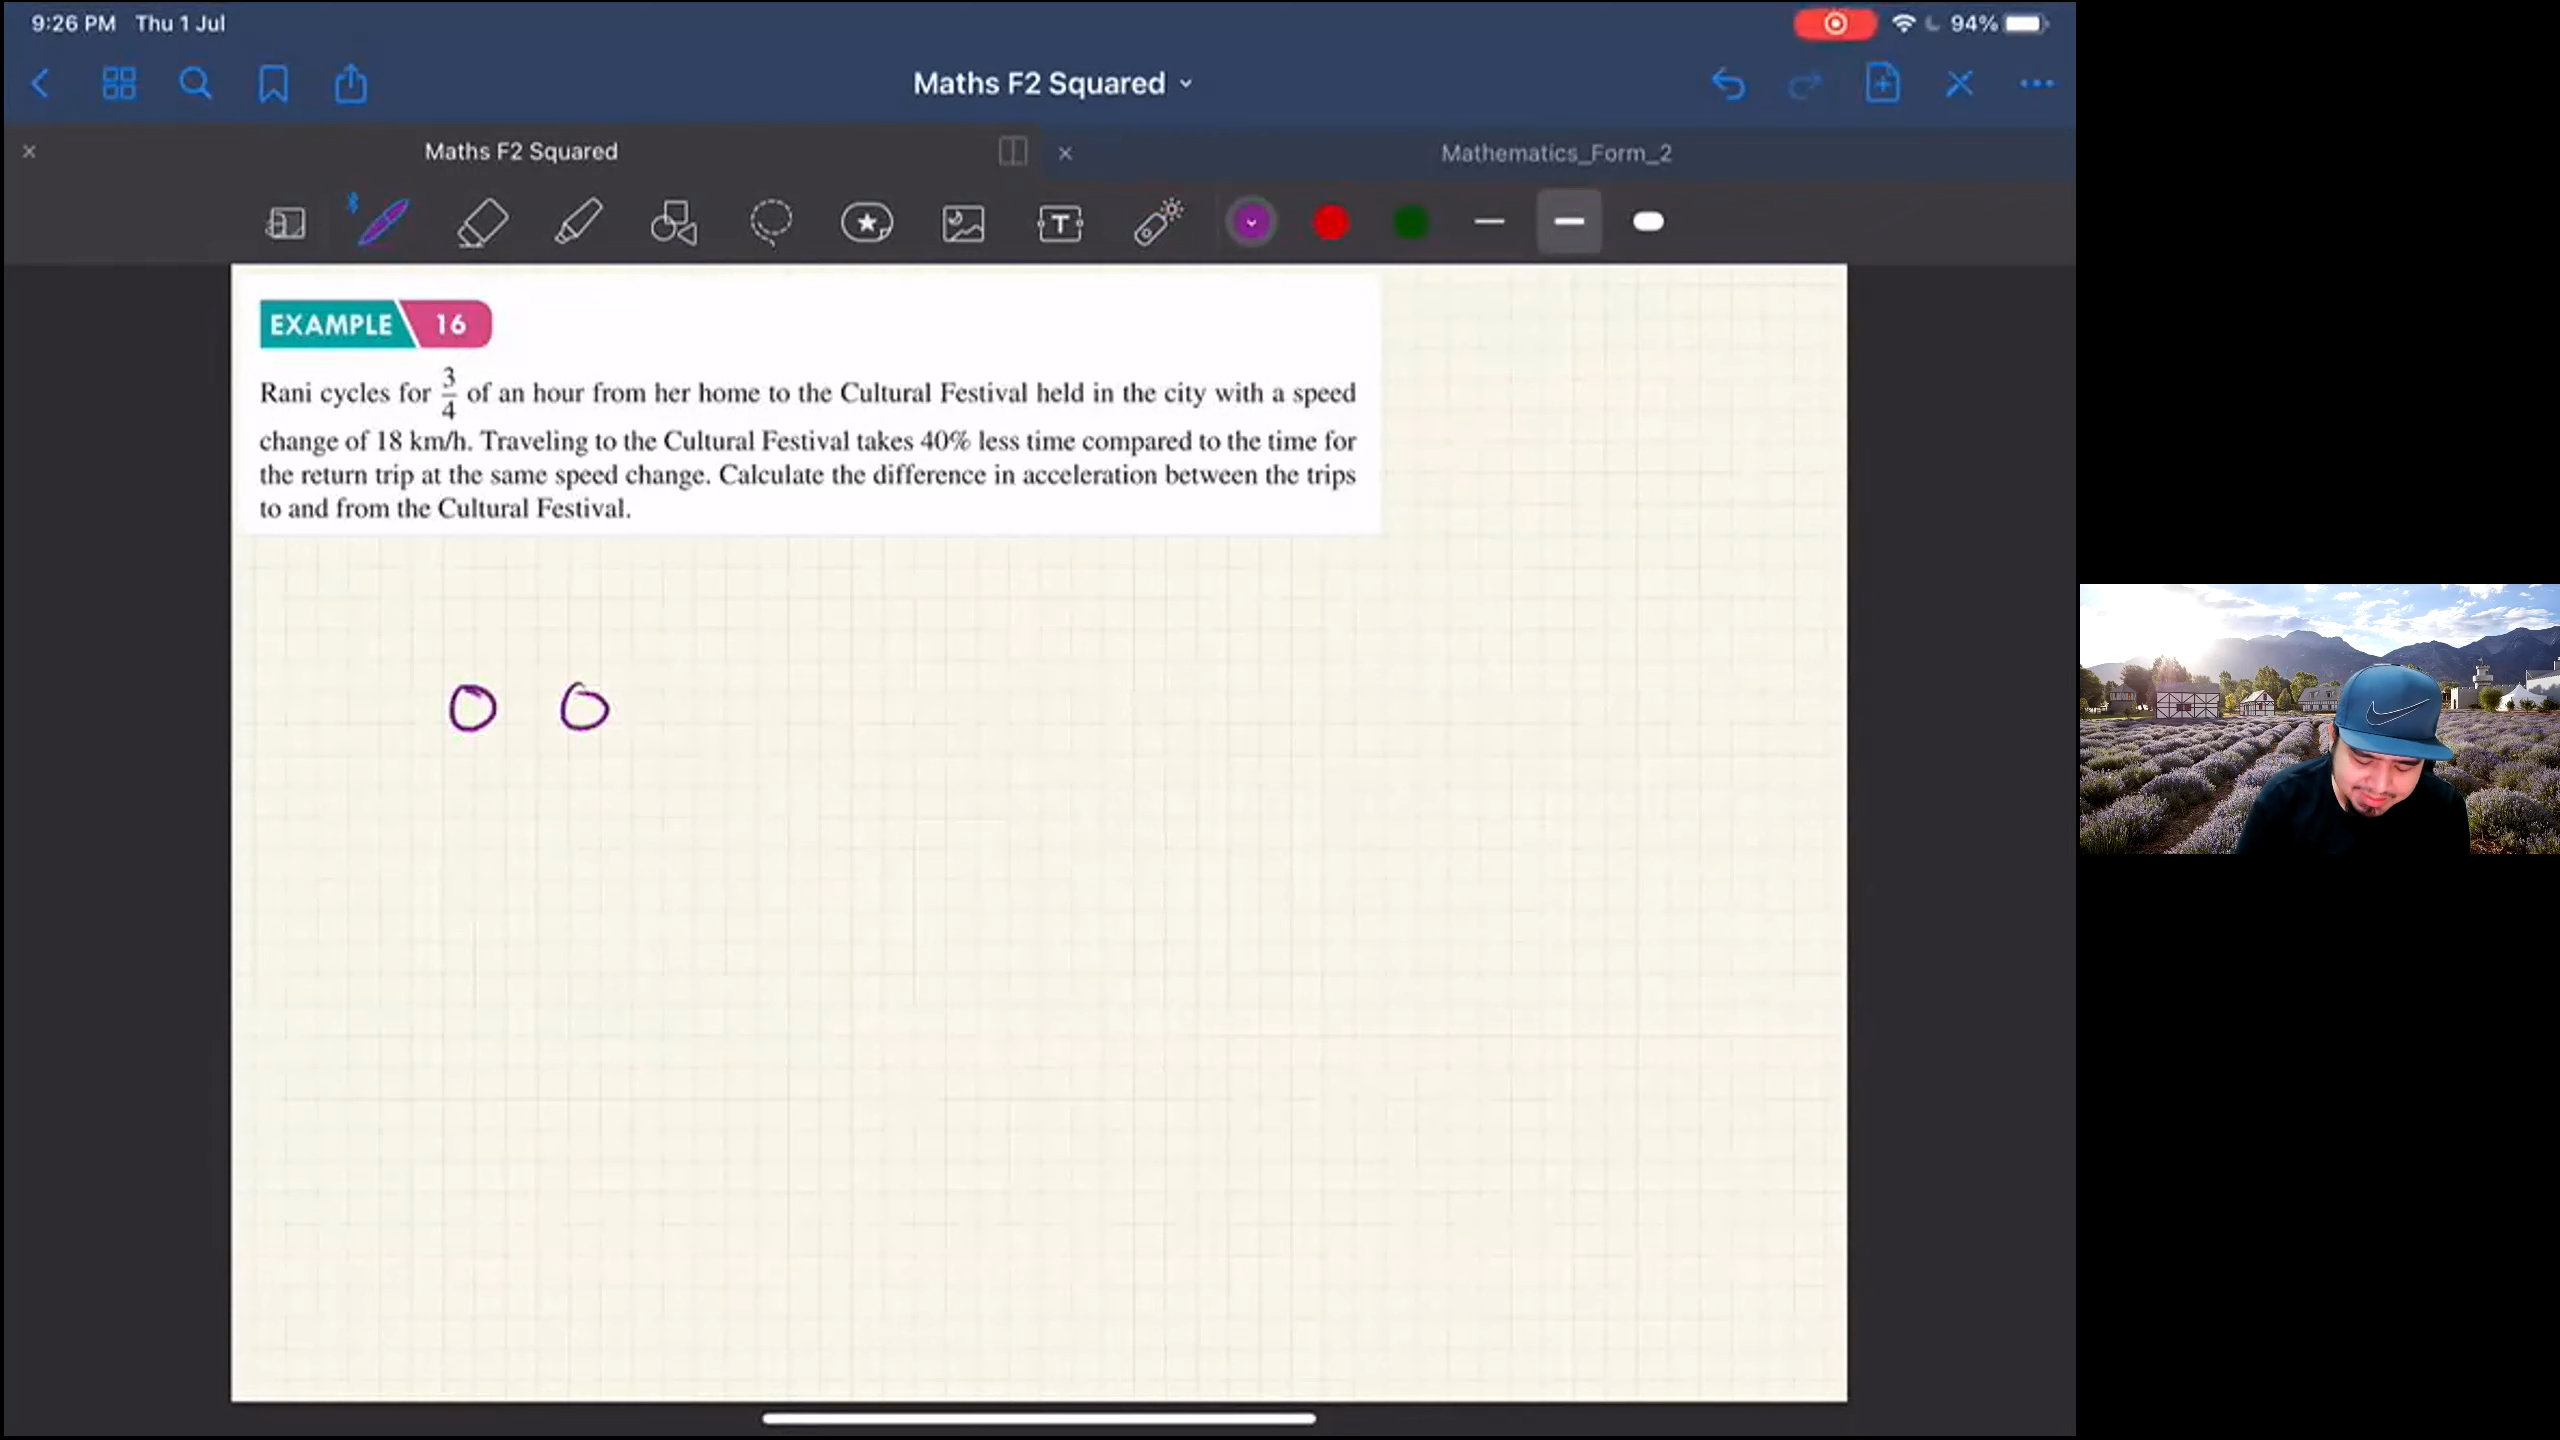 9:26 PM Thu 1 Jul 94%
Maths F2 Squared
Maths F2 Squared Mathematics_Form_2
T
EXAMPLE 16
Rani cycles for 3/4 of an hour from her home to the Cultural Festival held in the city with a speed
change of 18 km/h. Traveling to the Cultural Festival takes 40% less time compared to the time for
the return trip at the same speed change. Calculate the difference in acceleration between the trips
to and from the Cultural Festival.
O O